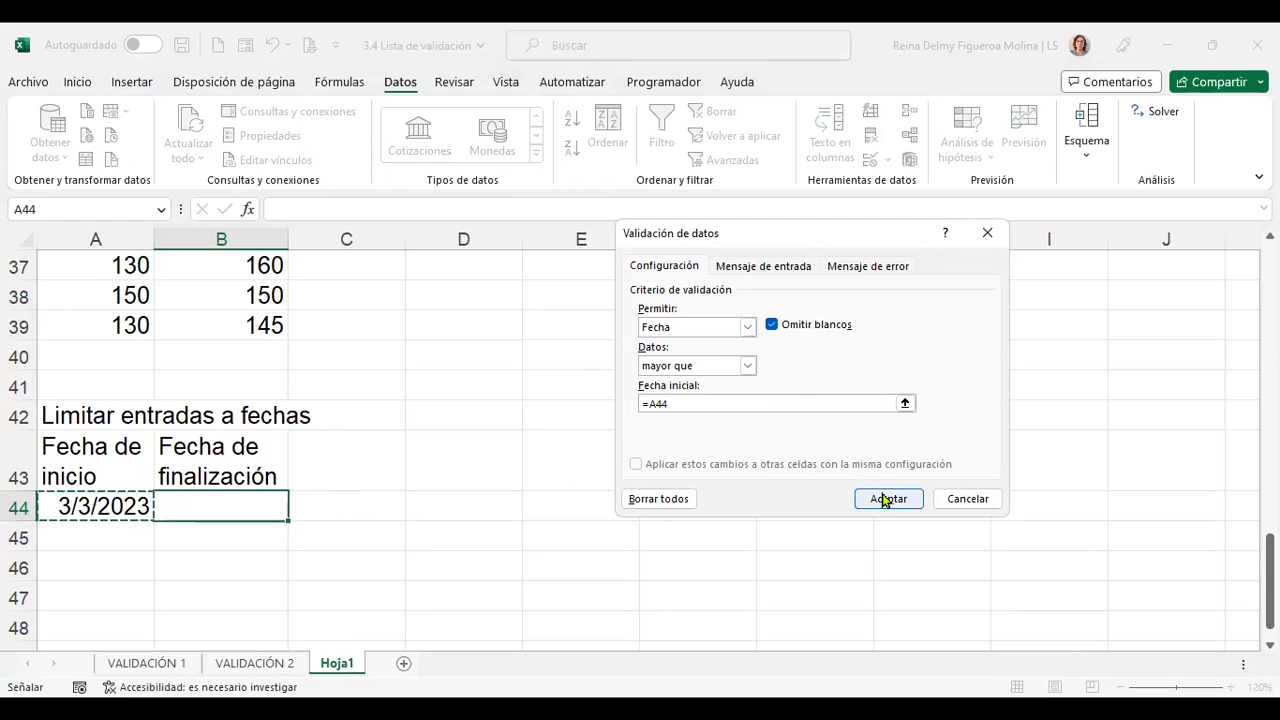 Autoguardado
3.4 Lista de validación
Buscar
Reina Delmy Figueroa Molina | LS
Archivo Inicio Insertar Disposición de página Fórmulas Datos Revisar Vista Automatizar Programador Ayuda
Comentarios
Compartir
Obtener
datos
Obtener y transformar datos
Actualizar
todo
Consultas y conexiones
Propiedades
Editar vínculos
Consultas y conexiones
Cotizaciones
Monedas
Tipos de datos
Ordenar
Filtro
Borrar
Volver a aplicar
Avanzadas
Ordenar y filtrar
Texto en
columnas
Herramientas de datos
Análisis de
hipótesis
Previsión
Previsión
Esquema
Solver
Análisis
A44
fx
A B C D E I J
37 130 160
38 150 150
39 130 145
40
41
42 Limitar entradas a fechas
Fecha de Fecha de
43 inicio finalización
44 3/3/2023
45
46
47
48
Validación de datos
?
Configuración Mensaje de entrada Mensaje de error
Criterio de validación
Permitir:
Fecha
Omitir blancos
Datos:
mayor que
Fecha inicial:
=A44
Aplicar estos cambios a otras celdas con la misma configuración
Borrar todos Aceptar Cancelar
VALIDACIÓN 1 VALIDACIÓN 2 Hoja1
Señalar
Accesibilidad: es necesario investigar
120%